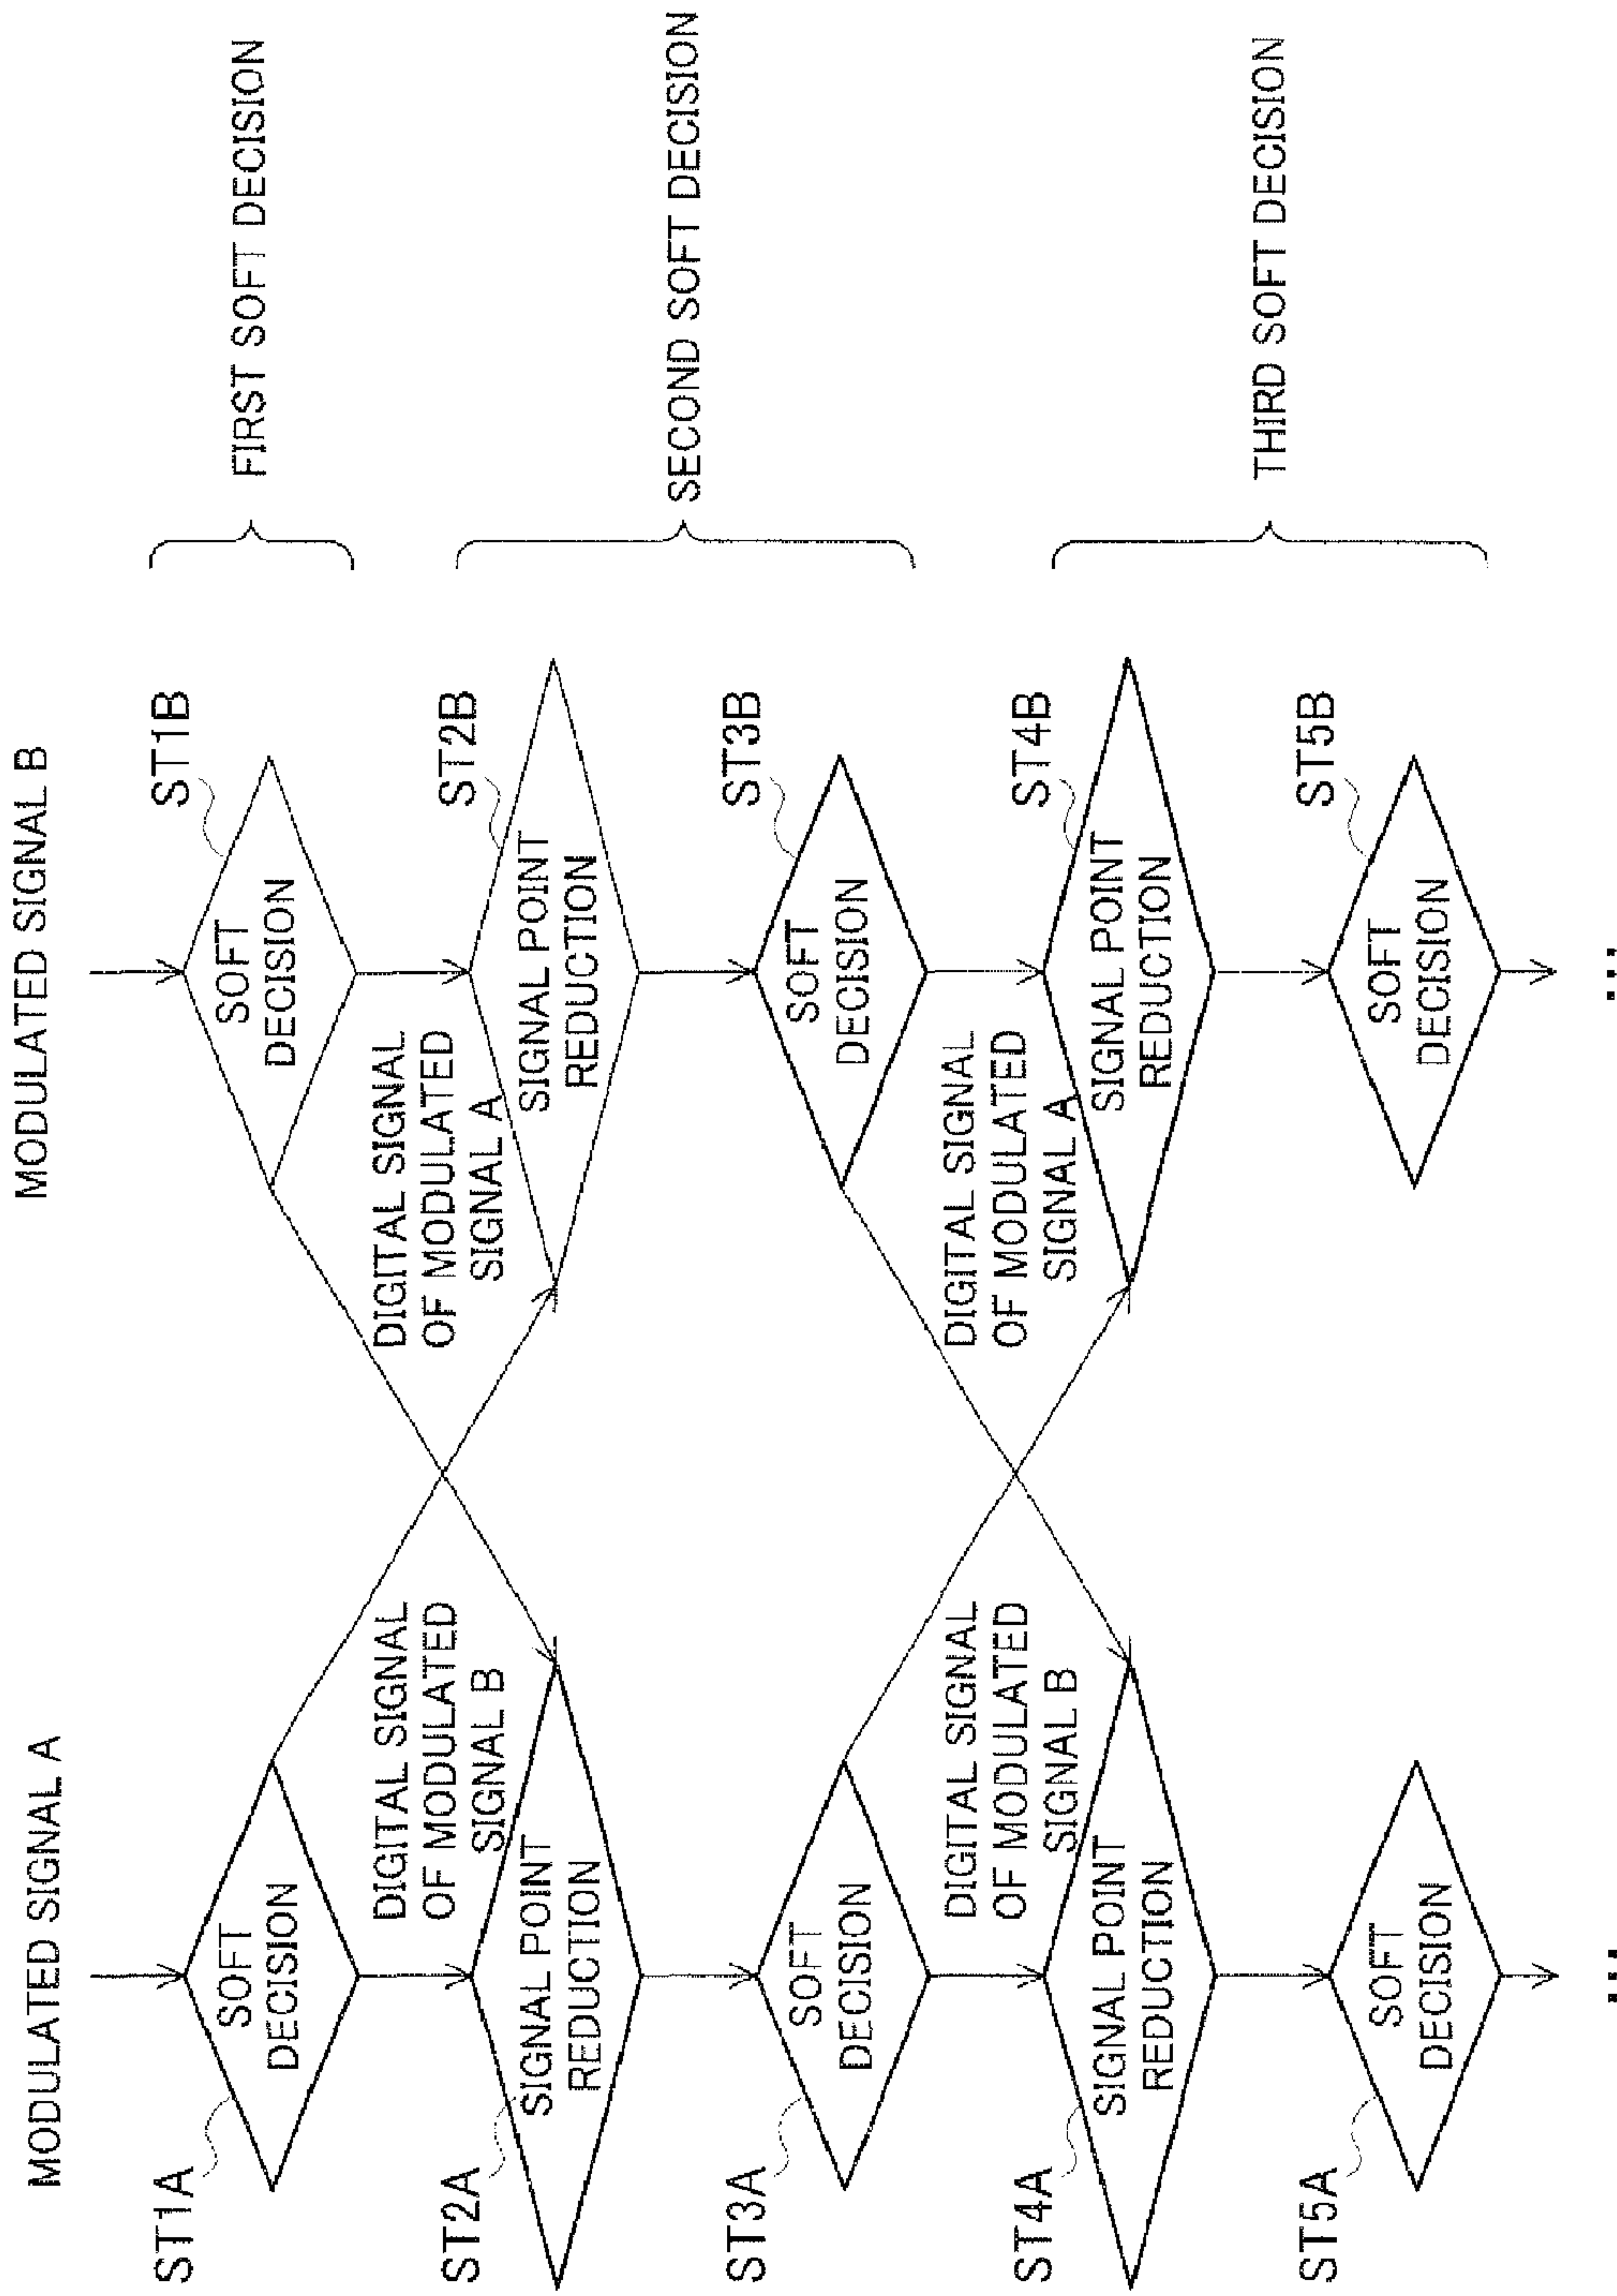 MODULATED SIGNAL A
MODULATED SIGNAL B
ST1A
SOFT
DECISION
ST1B
SOFT
DECISION
FIRST SOFT DECISION
DIGITAL SIGNAL
OF MODULATED
SIGNAL B
DIGITAL SIGNAL
OF MODULATED
SIGNAL A
ST2A
SIGNAL POINT
REDUCTION
ST2B
SIGNAL POINT
REDUCTION
SECOND SOFT DECISION
ST3A
SOFT
DECISION
ST3B
SOFT
DECISION
DIGITAL SIGNAL
OF MODULATED
SIGNAL B
DIGITAL SIGNAL
OF MODULATED
SIGNAL A
ST4A
SIGNAL POINT
REDUCTION
ST4B
SIGNAL POINT
REDUCTION
THIRD SOFT DECISION
ST5A
SOFT
DECISION
ST5B
SOFT
DECISION
...
...